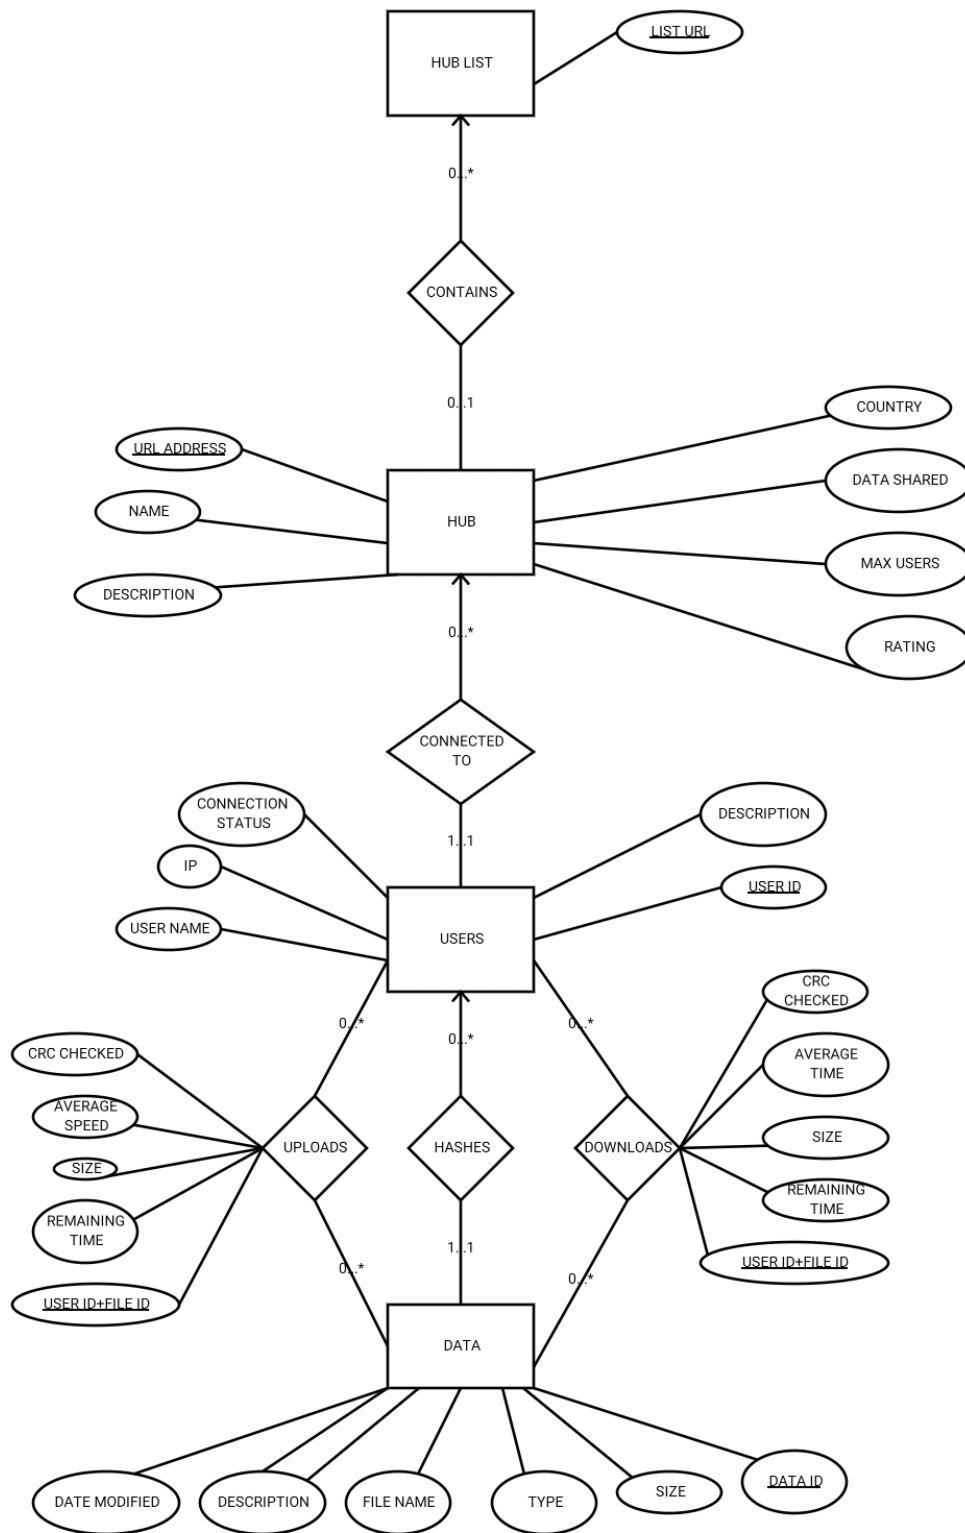 LIST URL
HUB LIST
0...*
CONTAINS
0...1
COUNTRY
URL ADDRESS
DATA SHARED
NAME
HUB
MAX USERS
DESCRIPTION
0...*
RATING
CONNECTED
TO
CONNECTION
STATUS
DESCRIPTION
1...1
IP
USER ID
USER NAME
USERS
CRC
CHECKED
0...*
0...*
0...*
CRC CHECKED
AVERAGE
TIME
AVERAGE
SPEED
UPLOADS
HASHES
DOWNLOADS
SIZE
SIZE
REMAINING
TIME
REMAINING
TIME
1...1
USER ID+FILE ID
0...*
0...*
USER ID+FILE ID
DATA
DATE MODIFIED
DESCRIPTION
FILE NAME
TYPE
SIZE
DATA ID